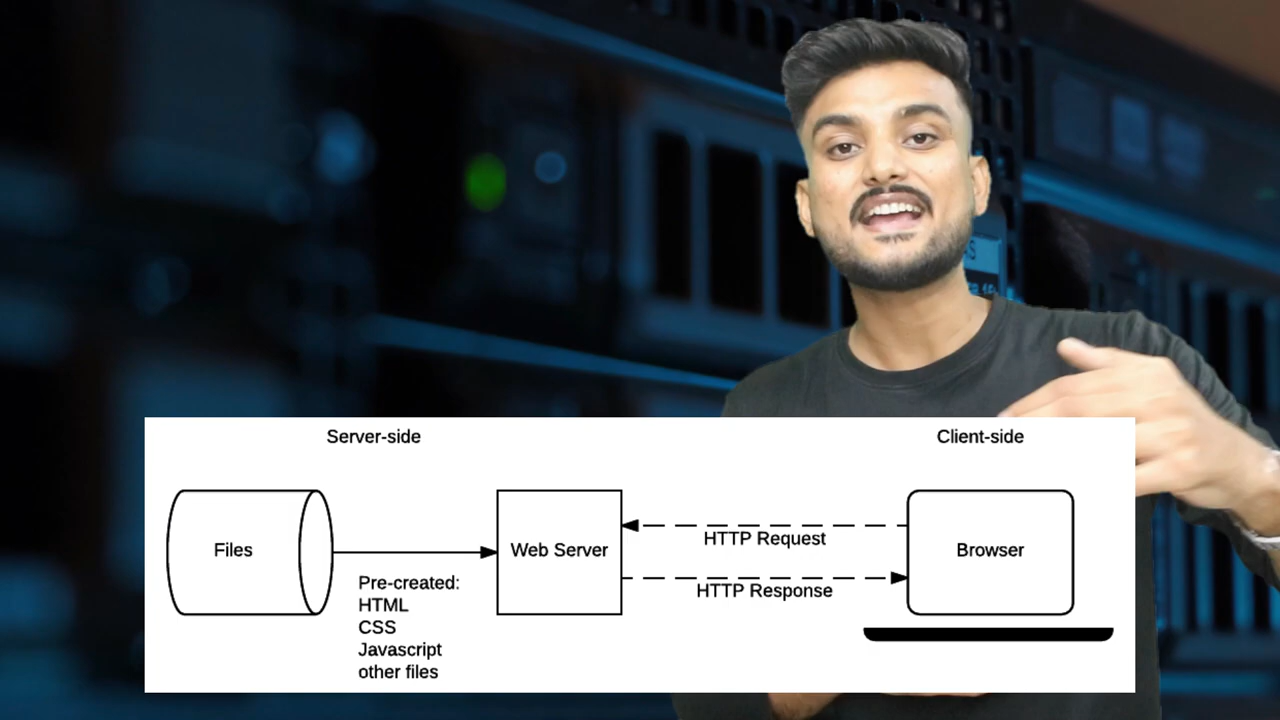 Server-side
Client-side
Files
Web Server
HTTP Request
HTTP Response
Browser
Pre-created:
HTML
CSS
Javascript
other files